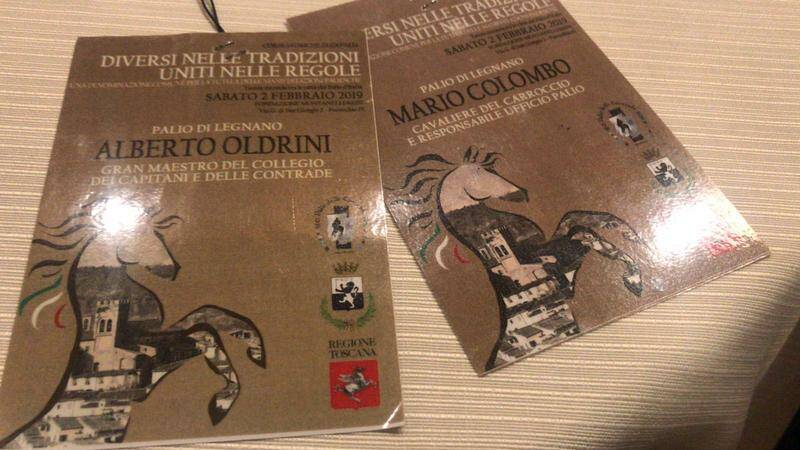 DIVERSI NELLE TRADIZIONI
UNITI NELLE REGOLE
SABATO 2 FEBBRAIO 2019
PALIO DI LEGNANO
ALBERTO OLDRINI
GRAN MAESTRO DEL COLLEGIO
DEI CAPITANI E DELLE CONTRADE
REGIONE
TOSCANA
DIVERSI NELLE TRADIZIONI
UNITI NELLE REGOLE
SABATO 2 FEBBRAIO 2019
PALIO DI LEGNANO
MARIO COLOMBO
CAVALIERE DEL CARROCCIO
E RESPONSABILE UFFICIO PALIO